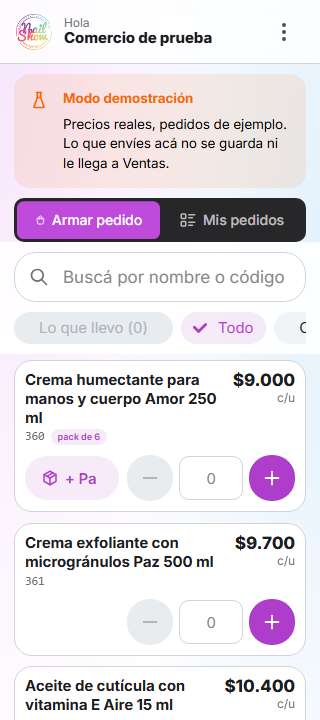 Nail Show
Hola
Comercio de prueba
Modo demostración
Precios reales, pedidos de ejemplo.
Lo que envíes acá no se guarda ni
le llega a Ventas.
Armar pedido
Mis pedidos
Buscá por nombre o código
Lo que llevo (0)
Todo
Crema humectante para
manos y cuerpo Amor 250
ml
$9.000
c/u
360
pack de 6
+ Pa
0
Crema exfoliante con
microgránulos Paz 500 ml
$9.700
c/u
361
0
Aceite de cutícula con
vitamina E Aire 15 ml
$10.400
c/u